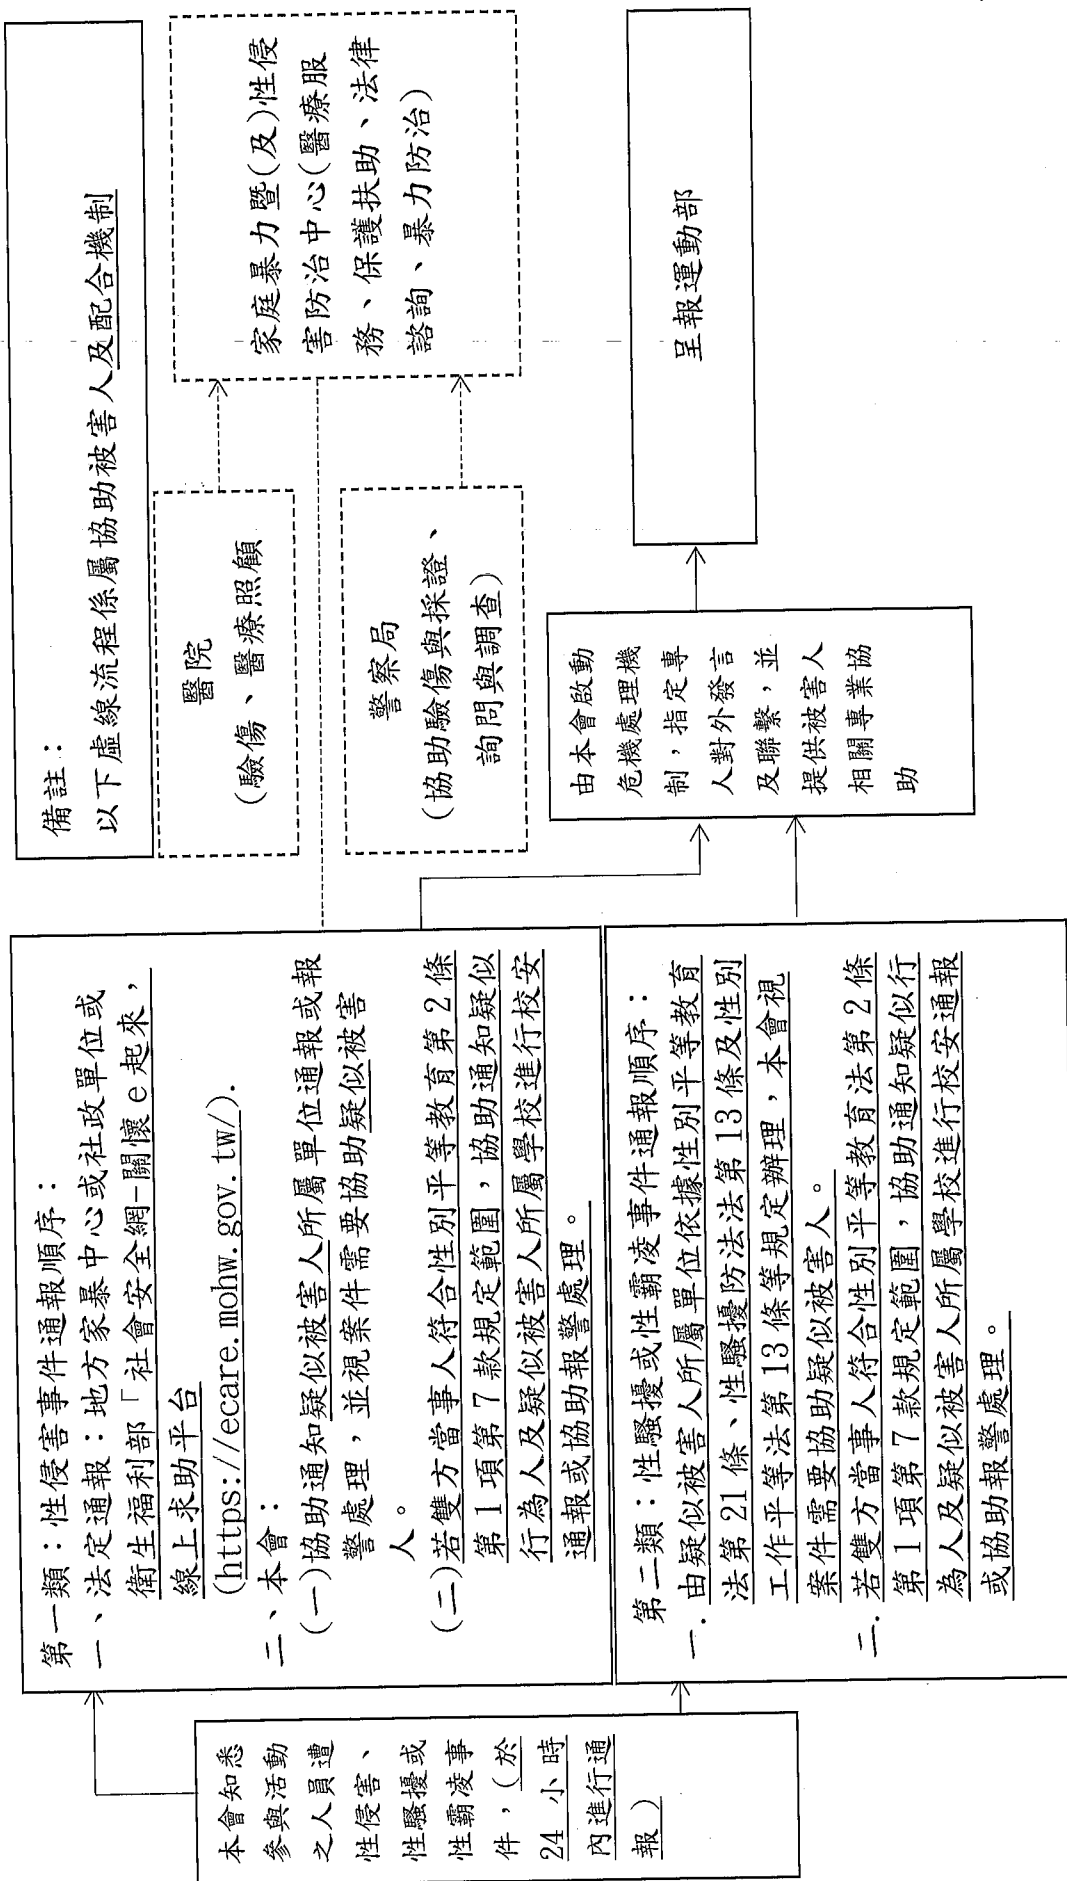 本會知悉
參與活動
之人員遭
性侵害、
性騷擾或
性霸凌事
件，（於
24 小時
內進行通
報）
第一類：性侵害事件通報順序：
一、法定通報：地方家暴中心或社政單位或
衛生福利部「社會安全網-關懷e起來，
線上求助平台
(https://ecare.mohw.gov.tw/).
二、本會：
(一)協助通知疑似被害人所屬單位通報或報
警處理，並視案件需要協助疑似被害
人。
(二)若雙方當事人符合性別平等教育第 2 條
第 1 項第 7 款規定範圍，協助通知疑似
行為人及疑似被害人所屬學校進行校安
通報或協助報警處理。
第二類：性騷擾或性霸凌事件通報順序：
一. 由疑似被害人所屬單位依據性別平等教育
法第 21 條、性騷擾防法法第 13 條及性別
工作平等法第 13 條等規定辦理，本會視
案件需要協助疑似被害人。
二. 若雙方當事人符合性別平等教育法第 2 條
第 1 項第 7 款規定範圍，協助通知疑似行
為人及疑似被害人所屬學校進行校安通報
或協助報警處理。
備註：
以下虛線流程係屬協助被害人及配合機制
醫院
(驗傷、醫療照顧)
警察局
(協助驗傷與採證、
詢問與調查)
家庭暴力暨(及)性侵
害防治中心(醫療服
務、保護扶助、法律
諮詢、暴力防治)
由本會啟動
危機處理機
制，指定專
人對外發言
及聯繫，並
提供被害人
相關專業協
助
呈報運動部